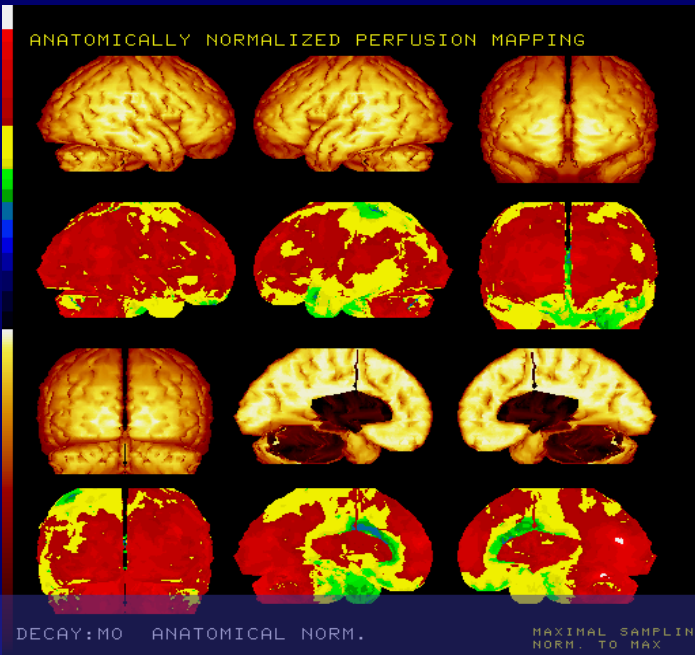 ANATOMICALLY NORMALIZED PERFUSION MAPPING
DECAY:MO ANATOMICAL NORM.
MAXIMAL SAMPLIN
NORM. TO MAX